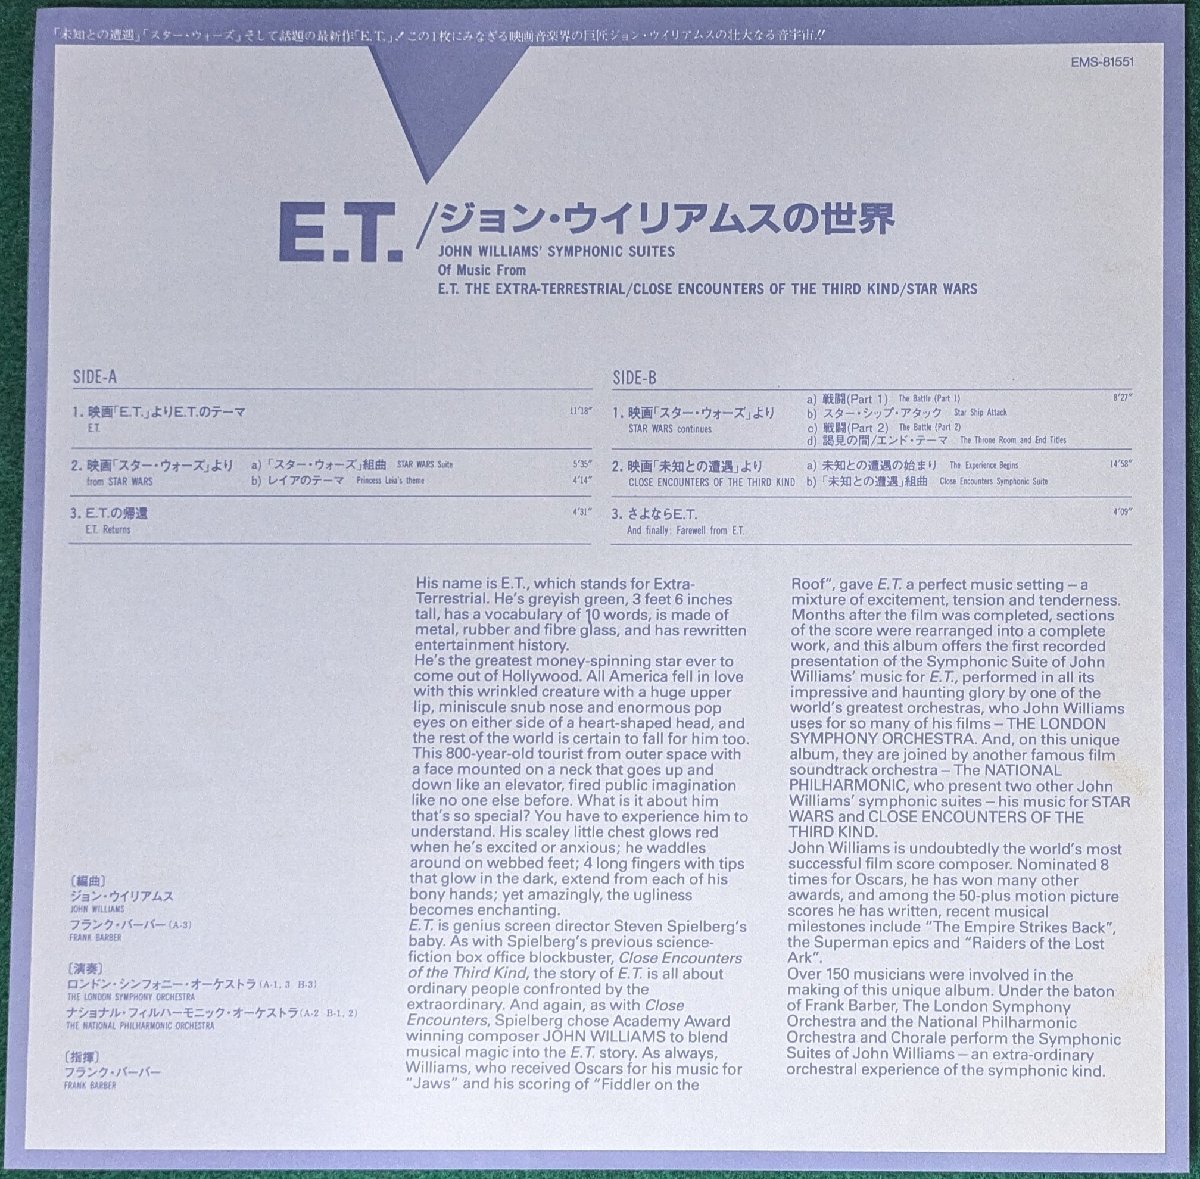 「未知との遭遇」「スター・ウォーズ」そして話題の最新作「E.T.」！この1枚にみなぎる映画音楽界の巨匠ジョン・ウイリアムスの壮大なる音宇宙!!
EMS-81551
E.T./ジョン・ウイリアムスの世界
JOHN WILLIAMS' SYMPHONIC SUITES
Of Music From
E.T. THE EXTRA-TERRESTRIAL/CLOSE ENCOUNTERS OF THE THIRD KIND/STAR WARS
SIDE-A
1. 映画「E.T.」よりE.T.のテーマ 11'18"
E.T.
2. 映画「スター・ウォーズ」より a) 「スター・ウォーズ」組曲 STAR WARS Suite 5'35"
from STAR WARS b) レイアのテーマ Princess Leia's theme 4'14"
3. E.T.の帰還 4'31"
E.T. Returns
SIDE-B
a) 戦闘(Part 1) The Battle (Part 1) 8'27"
1. 映画「スター・ウォーズ」より b) スター・シップ・アタック Star Ship Attack
STAR WARS continues c) 戦闘(Part 2) The Battle (Part 2)
d) 謁見の間/エンド・テーマ The Throne Room and End Titles
2. 映画「未知との遭遇」より a) 未知との遭遇の始まり The Experience Begins 14'58"
CLOSE ENCOUNTERS OF THE THIRD KIND b) 「未知との遭遇」組曲 Close Encounters Symphonic Suite
3. さよならE.T. 4'09"
And finally: Farewell from E.T.
His name is E.T., which stands for Extra-
Terrestrial. He's greyish green, 3 feet 6 inches
tall, has a vocabulary of 10 words, is made of
metal, rubber and fibre glass, and has rewritten
entertainment history.
He's the greatest money-spinning star ever to
come out of Hollywood. All America fell in love
with this wrinkled creature with a huge upper
lip, miniscule snub nose and enormous pop
eyes on either side of a heart-shaped head, and
the rest of the world is certain to fall for him too.
This 800-year-old tourist from outer space with
a face mounted on a neck that goes up and
down like an elevator, fired public imagination
like no one else before. What is it about him
that's so special? You have to experience him to
understand. His scaley little chest glows red
when he's excited or anxious; he waddles
around on webbed feet; 4 long fingers with tips
that glow in the dark, extend from each of his
bony hands; yet amazingly, the ugliness
becomes enchanting.
E.T. is genius screen director Steven Spielberg's
baby. As with Spielberg's previous science-
fiction box office blockbuster, Close Encounters
of the Third Kind, the story of E.T. is all about
ordinary people confronted by the
extraordinary. And again, as with Close
Encounters, Spielberg chose Academy Award
winning composer JOHN WILLIAMS to blend
musical magic into the E.T. story. As always,
Williams, who received Oscars for his music for
"Jaws" and his scoring of "Fiddler on the
Roof", gave E.T. a perfect music setting – a
mixture of excitement, tension and tenderness.
Months after the film was completed, sections
of the score were rearranged into a complete
work, and this album offers the first recorded
presentation of the Symphonic Suite of John
Williams' music for E.T., performed in all its
impressive and haunting glory by one of the
world's greatest orchestras, who John Williams
uses for so many of his films – THE LONDON
SYMPHONY ORCHESTRA. And, on this unique
album, they are joined by another famous film
soundtrack orchestra – The NATIONAL
PHILHARMONIC, who present two other John
Williams' symphonic suites – his music for STAR
WARS and CLOSE ENCOUNTERS OF THE
THIRD KIND.
John Williams is undoubtedly the world's most
successful film score composer. Nominated 8
times for Oscars, he has won many other
awards, and among the 50-plus motion picture
scores he has written, recent musical
milestones include "The Empire Strikes Back",
the Superman epics and "Raiders of the Lost
Ark".
Over 150 musicians were involved in the
making of this unique album. Under the baton
of Frank Barber, The London Symphony
Orchestra and the National Philharmonic
Orchestra and Chorale perform the Symphonic
Suites of John Williams – an extra-ordinary
orchestral experience of the symphonic kind.
〔編曲〕
ジョン・ウイリアムス
JOHN WILLIAMS
フランク・バーバー(A-3)
FRANK BARBER
〔演奏〕
ロンドン・シンフォニー・オーケストラ(A-1, 3 B-3)
THE LONDON SYMPHONY ORCHESTRA
ナショナル・フィルハーモニック・オーケストラ(A-2 B-1, 2)
THE NATIONAL PHILHARMONIC ORCHESTRA
〔指揮〕
フランク・バーバー
FRANK BARBER